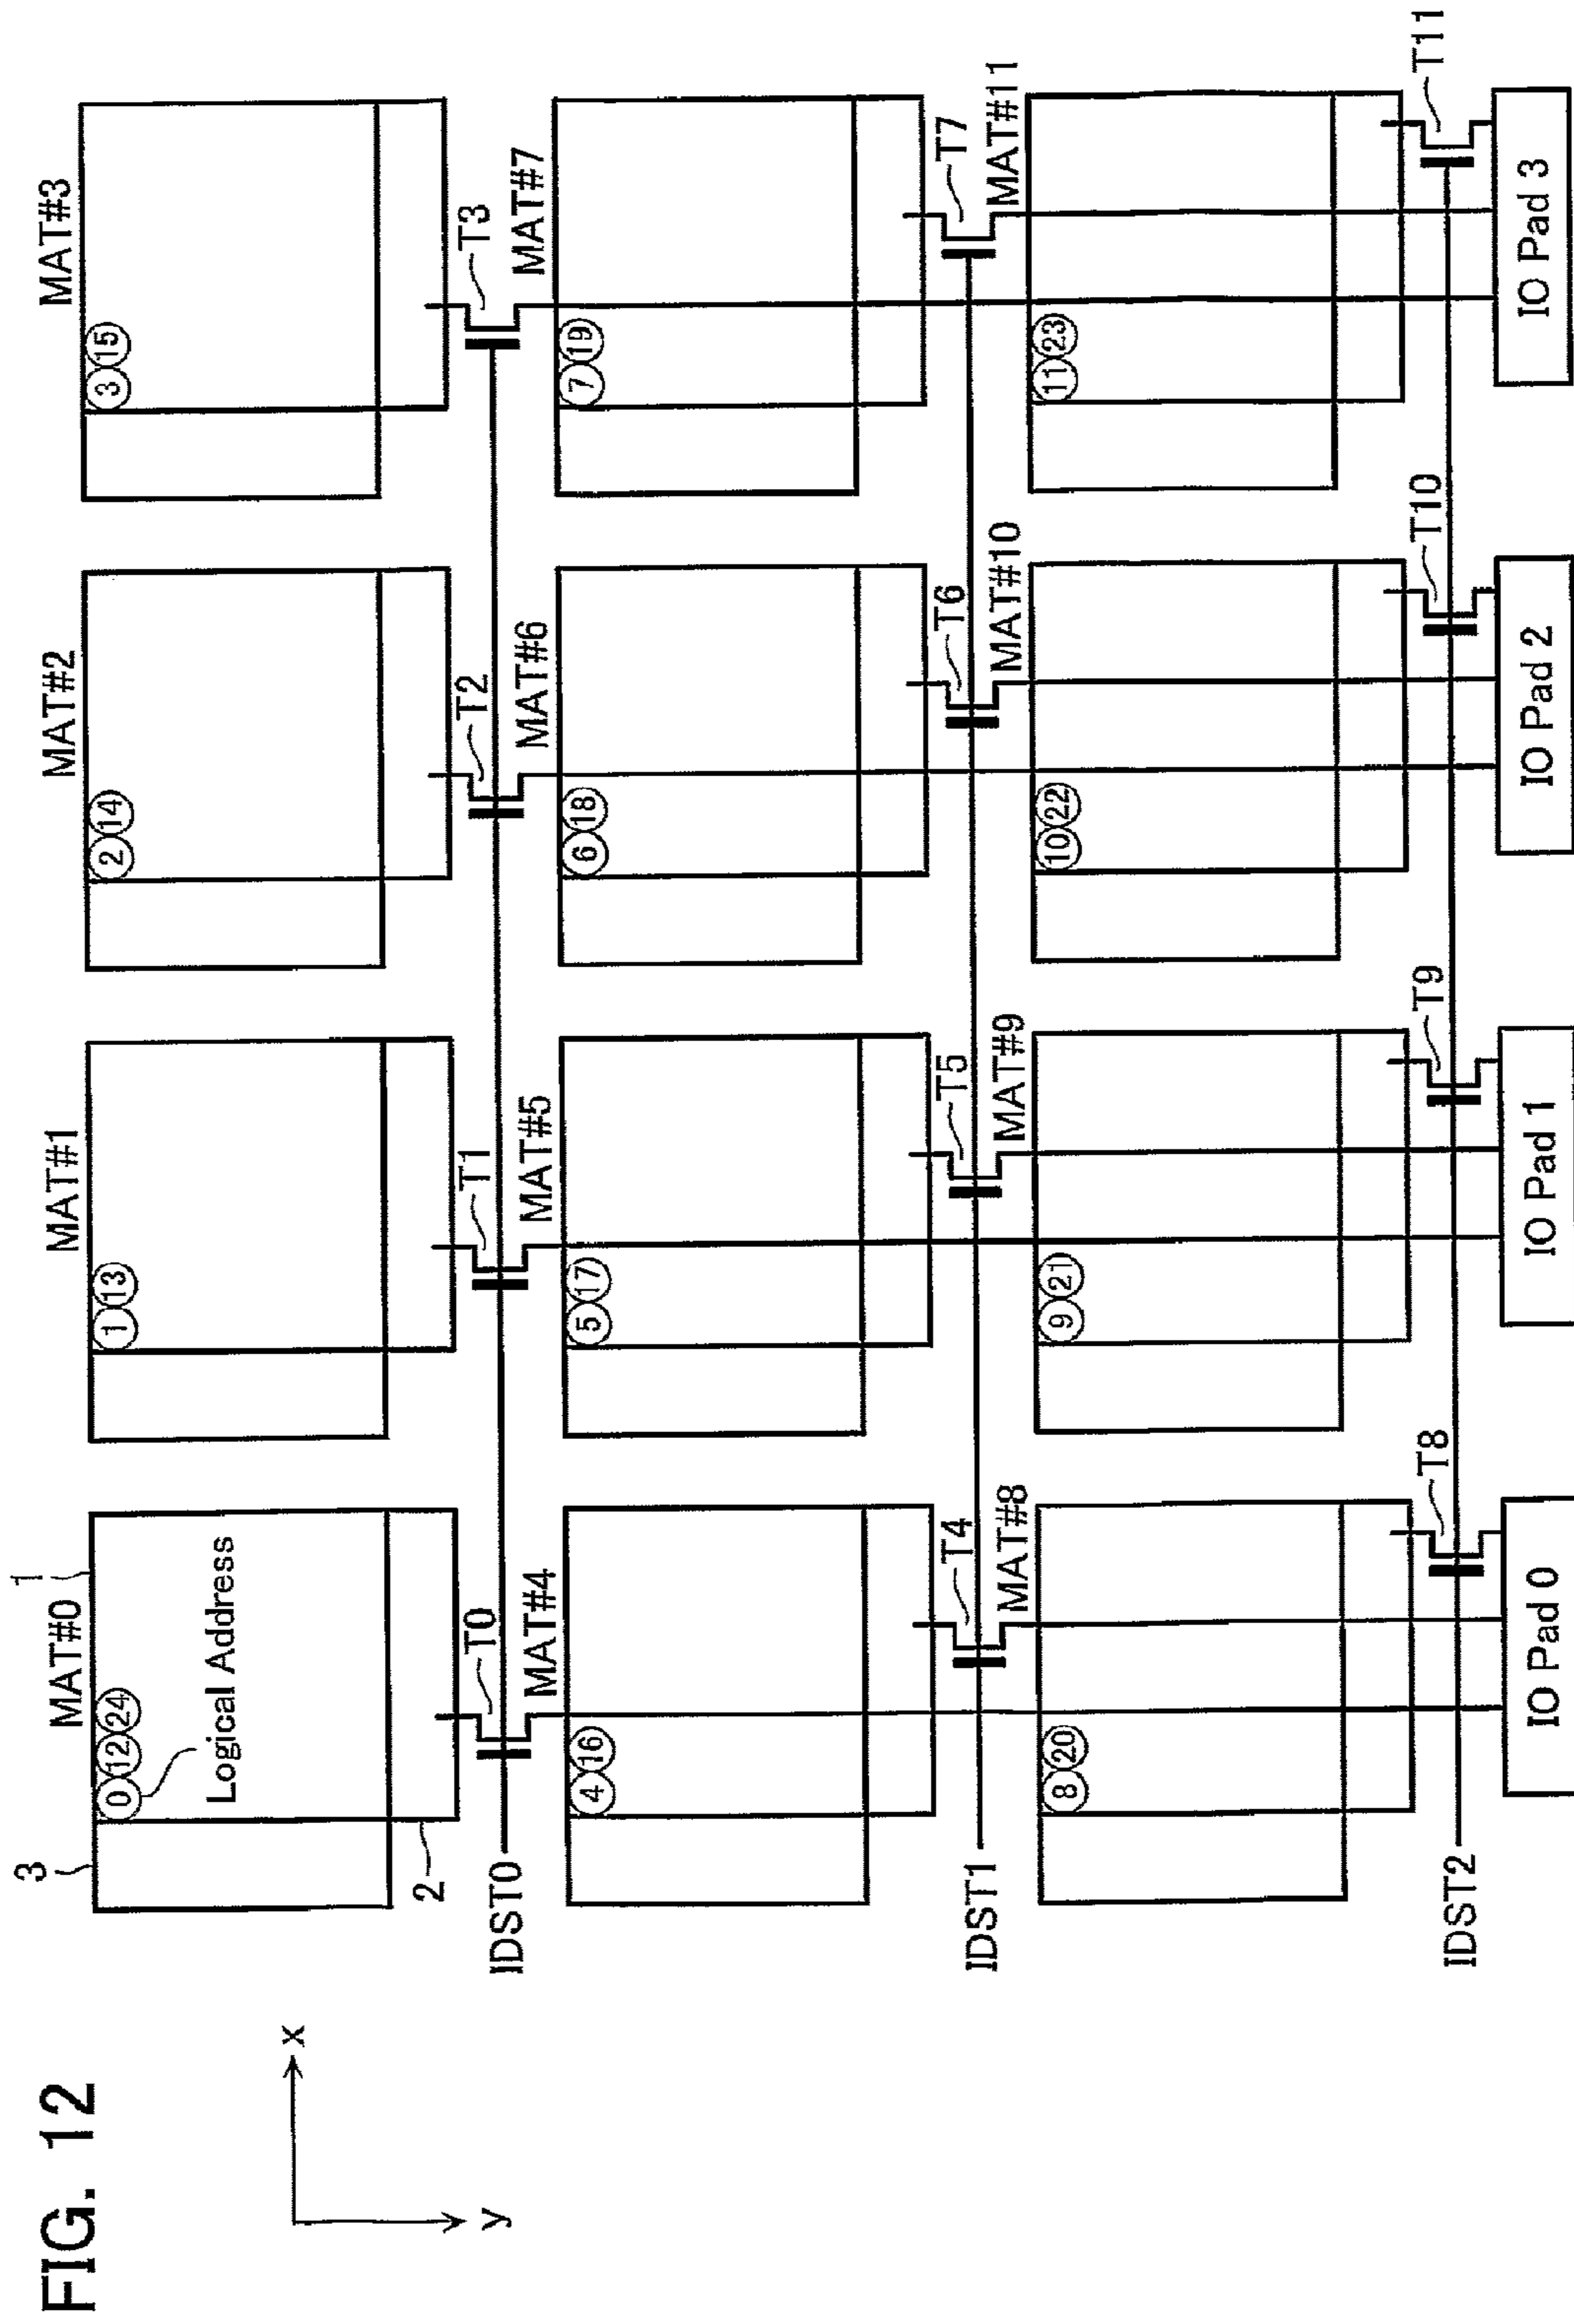 FIG. 12
x
y
3
1
MAT#0
MAT#1
MAT#2
MAT#3
0 12 24
1 13
2 14
3 15
Logical Address
2
T0
T1
T2
T3
IDST0
MAT#4
MAT#5
MAT#6
MAT#7
4 16
5 17
6 18
7 19
T4
T5
T6
T7
IDST1
MAT#8
MAT#9
MAT#10
MAT#11
8 20
9 21
10 22
11 23
T8
T9
T10
T11
IDST2
IO Pad 0
IO Pad 1
IO Pad 2
IO Pad 3